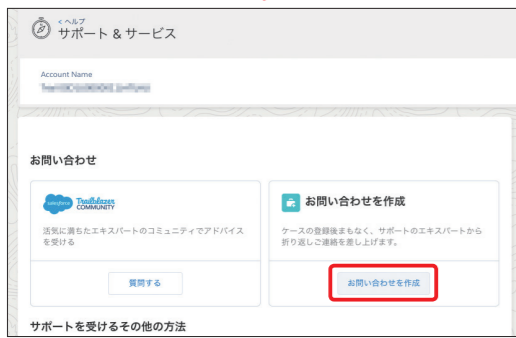 < ヘルプ
サポート & サービス
Account Name
お問い合わせ
salesforce Trailblazer
COMMUNITY
活気に満ちたエキスパートのコミュニティでアドバイス
を受ける
質問する
お問い合わせを作成
ケースの登録後まもなく、サポートのエキスパートから
折り返しご連絡を差し上げます。
お問い合わせを作成
サポートを受けるその他の方法